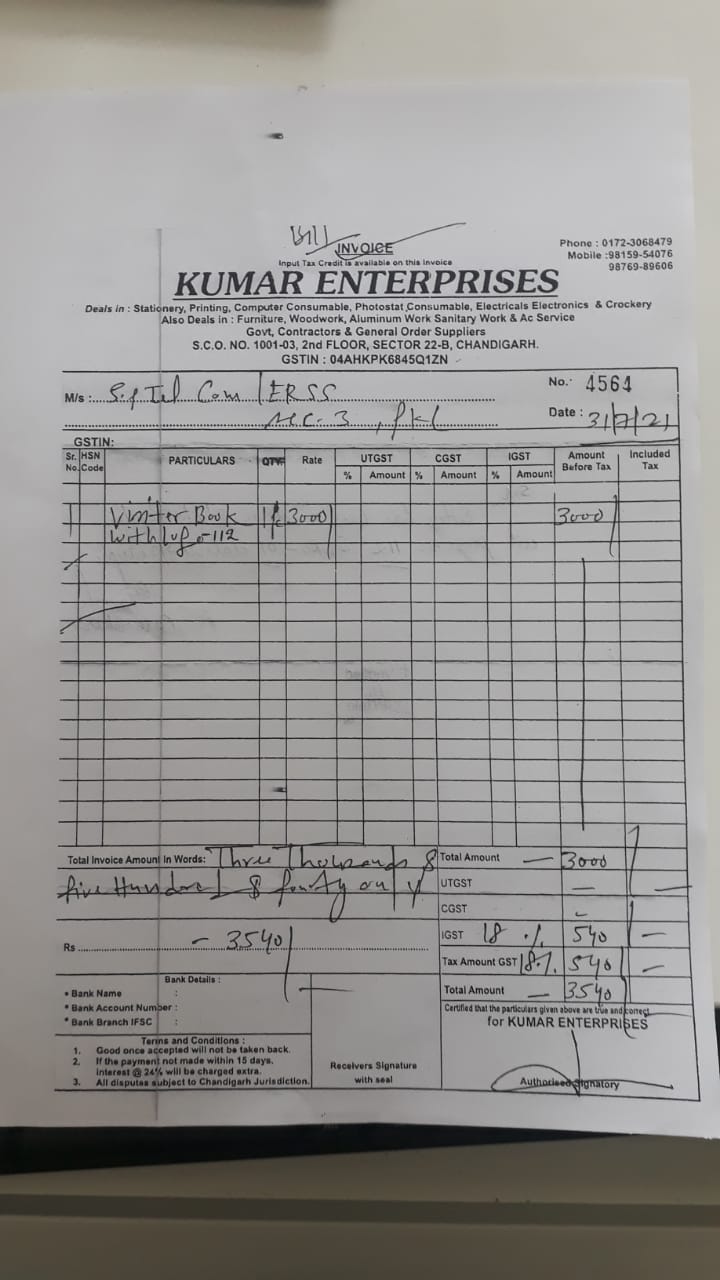 Bill
INVOICE
Input Tax Credit is available on this Invoice
Phone : 0172-3068479
Mobile :98159-54076
98769-89606
KUMAR ENTERPRISES
Deals in : Stationery, Printing, Computer Consumable, Photostat Consumable, Electricals Electronics & Crockery
Also Deals in : Furniture, Woodwork, Aluminum Work Sanitary Work & Ac Service
Govt, Contractors & General Order Suppliers
S.C.O. NO. 1001-03, 2nd FLOOR, SECTOR 22-B, CHANDIGARH.
GSTIN : 04AHKPK6845Q1ZN
M/s : Com / ERSS
No. 4564
Sec-3, PKL
Date : 31/7/21
GSTIN:
Sr. No. HSN Code PARTICULARS QTY. Rate UTGST CGST IGST Amount Before Tax Included Tax
% Amount % Amount % Amount
1 Book 3000 3000
with 112
Total Invoice Amount In Words: Three Thousands &
five Hundred & fourty only
Total Amount — 3000
UTGST —
CGST –
IGST 18 % 540 —
Rs – 3540/
Tax Amount GST 18% 540 —
Total Amount — 3540
Bank Details :
* Bank Name :
* Bank Account Number :
* Bank Branch IFSC :
Certified that the particulars given above are true and correct
for KUMAR ENTERPRISES
Terms and Conditions :
1. Good once accepted will not be taken back.
2. If the payment not made within 15 days.
interest @ 24% will be charged extra.
3. All disputes subject to Chandigarh Jurisdiction.
Receivers Signature
with seal
Authorised Signatory